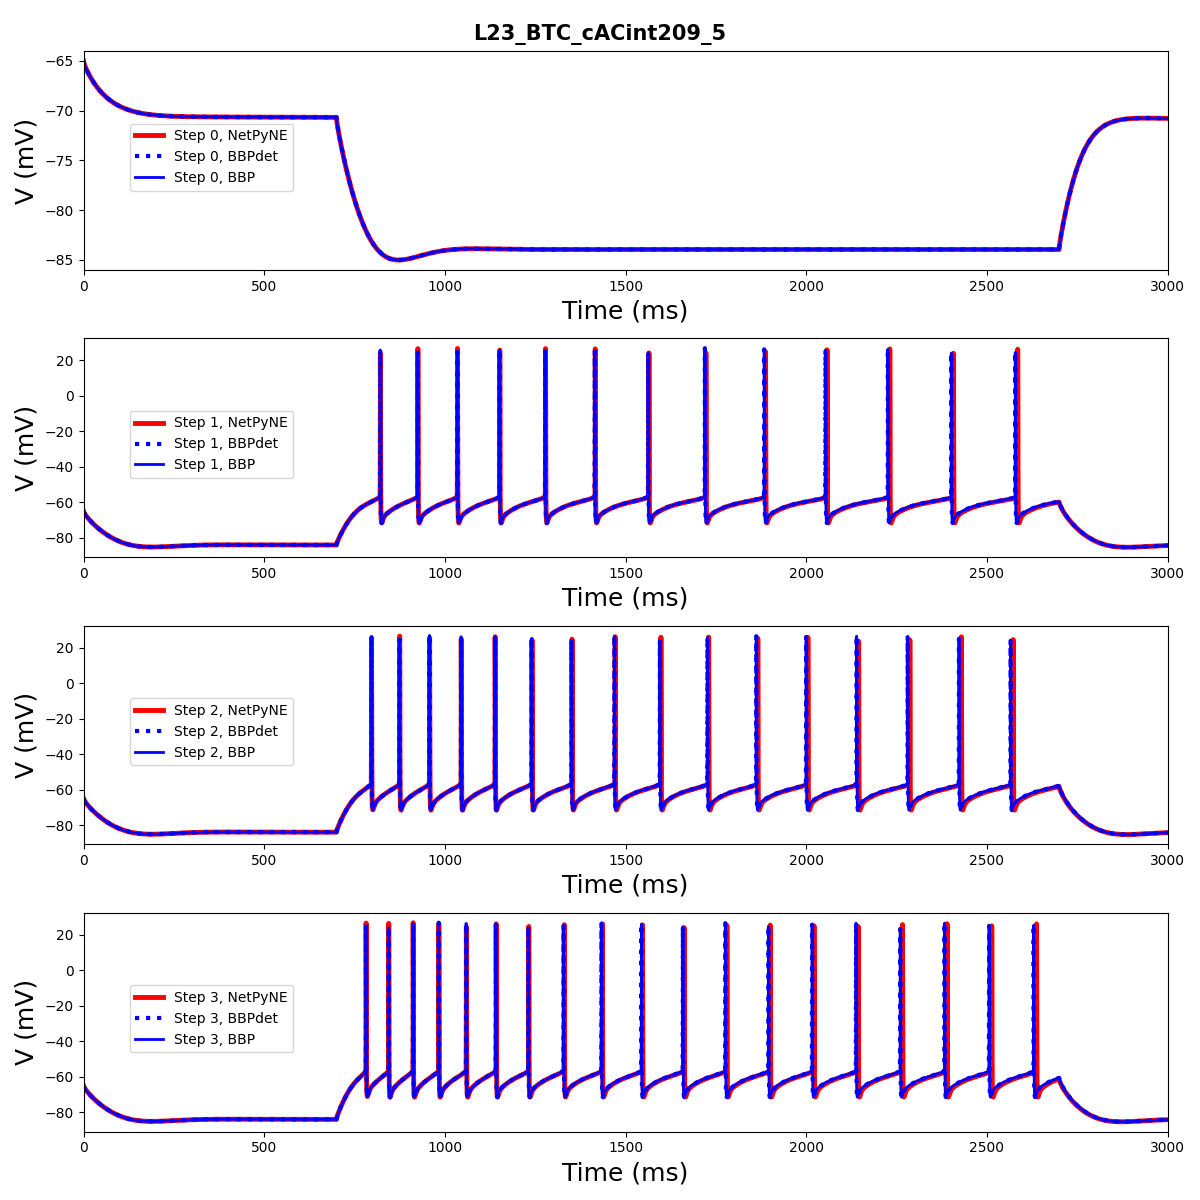 L23_BTC_cACint209_5
−65
−70
−75
−80
−85
V (mV)
Step 0, NetPyNE
Step 0, BBPdet
Step 0, BBP
0 500 1000 1500 2000 2500 3000
Time (ms)
20
0
−20
−40
−60
−80
V (mV)
Step 1, NetPyNE
Step 1, BBPdet
Step 1, BBP
0 500 1000 1500 2000 2500 3000
Time (ms)
20
0
−20
−40
−60
−80
V (mV)
Step 2, NetPyNE
Step 2, BBPdet
Step 2, BBP
0 500 1000 1500 2000 2500 3000
Time (ms)
20
0
−20
−40
−60
−80
V (mV)
Step 3, NetPyNE
Step 3, BBPdet
Step 3, BBP
0 500 1000 1500 2000 2500 3000
Time (ms)